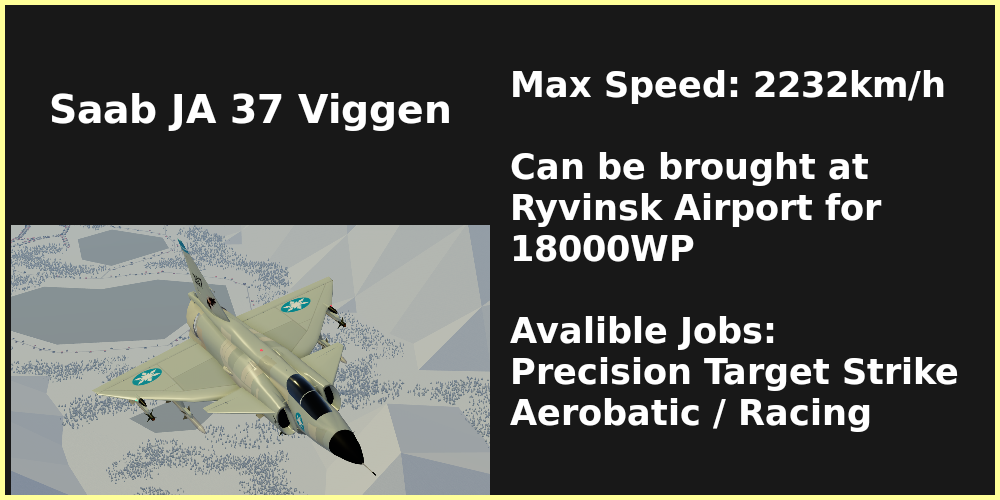 Saab JA 37 Viggen
Max Speed: 2232km/h
Can be brought at
Ryvinsk Airport for
18000WP
Avalible Jobs:
Precision Target Strike
Aerobatic / Racing